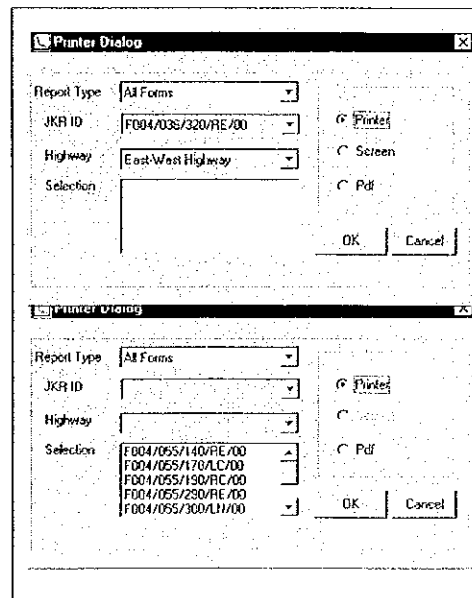 Printer Dialog
Report Type All Forms
JKR ID F004/035/320/RE/00
Highway East-West Highway
Selection
Printer
Screen
Pdf
OK Cancel
Printer Dialog
Report Type All Forms
JKR ID
Highway
Selection F004/055/140/RE/00
F004/055/170/LC/00
F004/055/190/RC/00
F004/055/290/RE/00
F004/055/300/LN/00
Printer
Pdf
OK Cancel